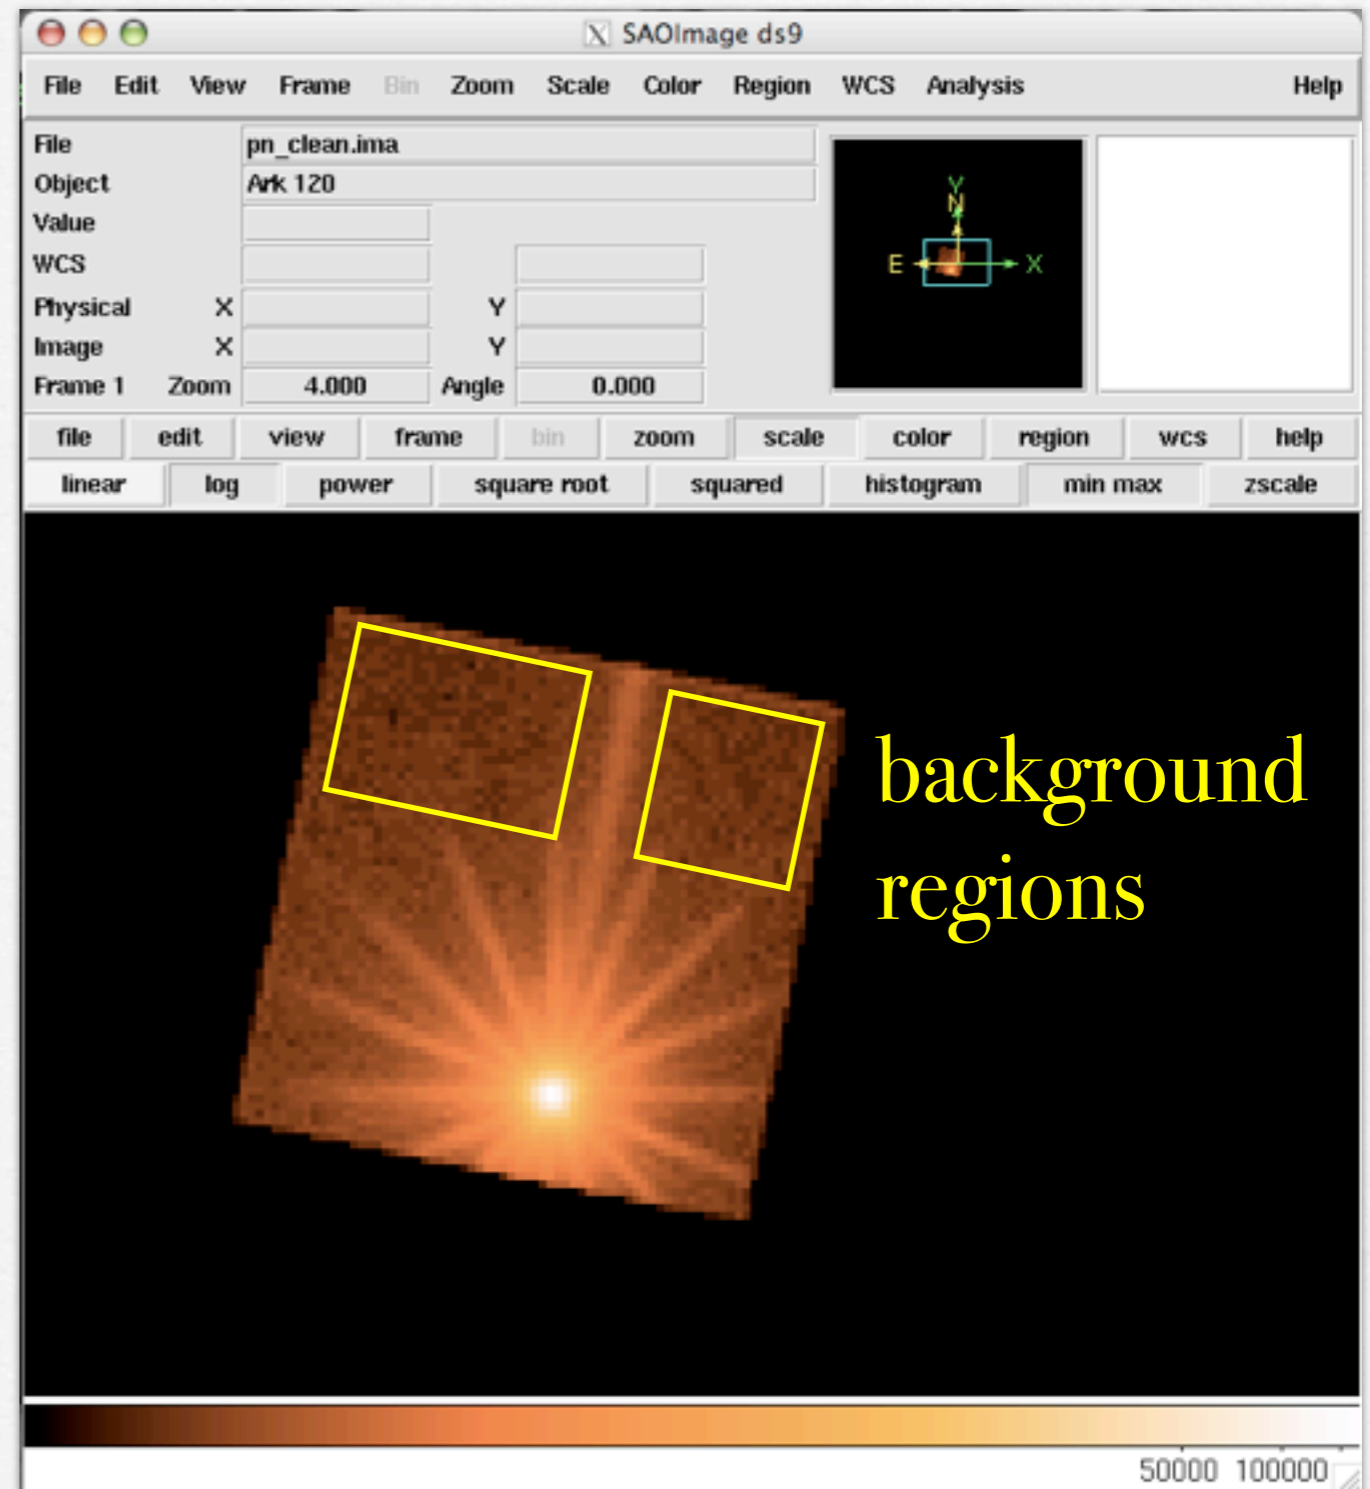 X SAOImage ds9
File Edit View Frame Bin Zoom Scale Color Region WCS Analysis Help
File pn_clean.ima
Object Ark 120
Value
WCS
Physical X Y
Image X Y
Frame 1 Zoom 4.000 Angle 0.000
Y
N
E X
file edit view frame bin zoom scale color region wcs help
linear log power square root squared histogram min max zscale
background
regions
50000 100000